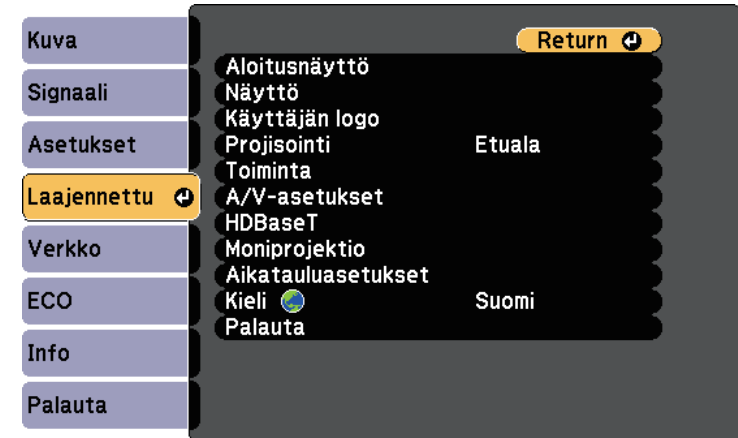 Kuva
Signaali
Asetukset
Laajennettu
Verkko
ECO
Info
Palauta
Return
Aloitusnäyttö
Näyttö
Käyttäjän logo
Projisointi Etuala
Toiminta
A/V-asetukset
HDBaseT
Moniprojektio
Aikatauluasetukset
Kieli Suomi
Palauta